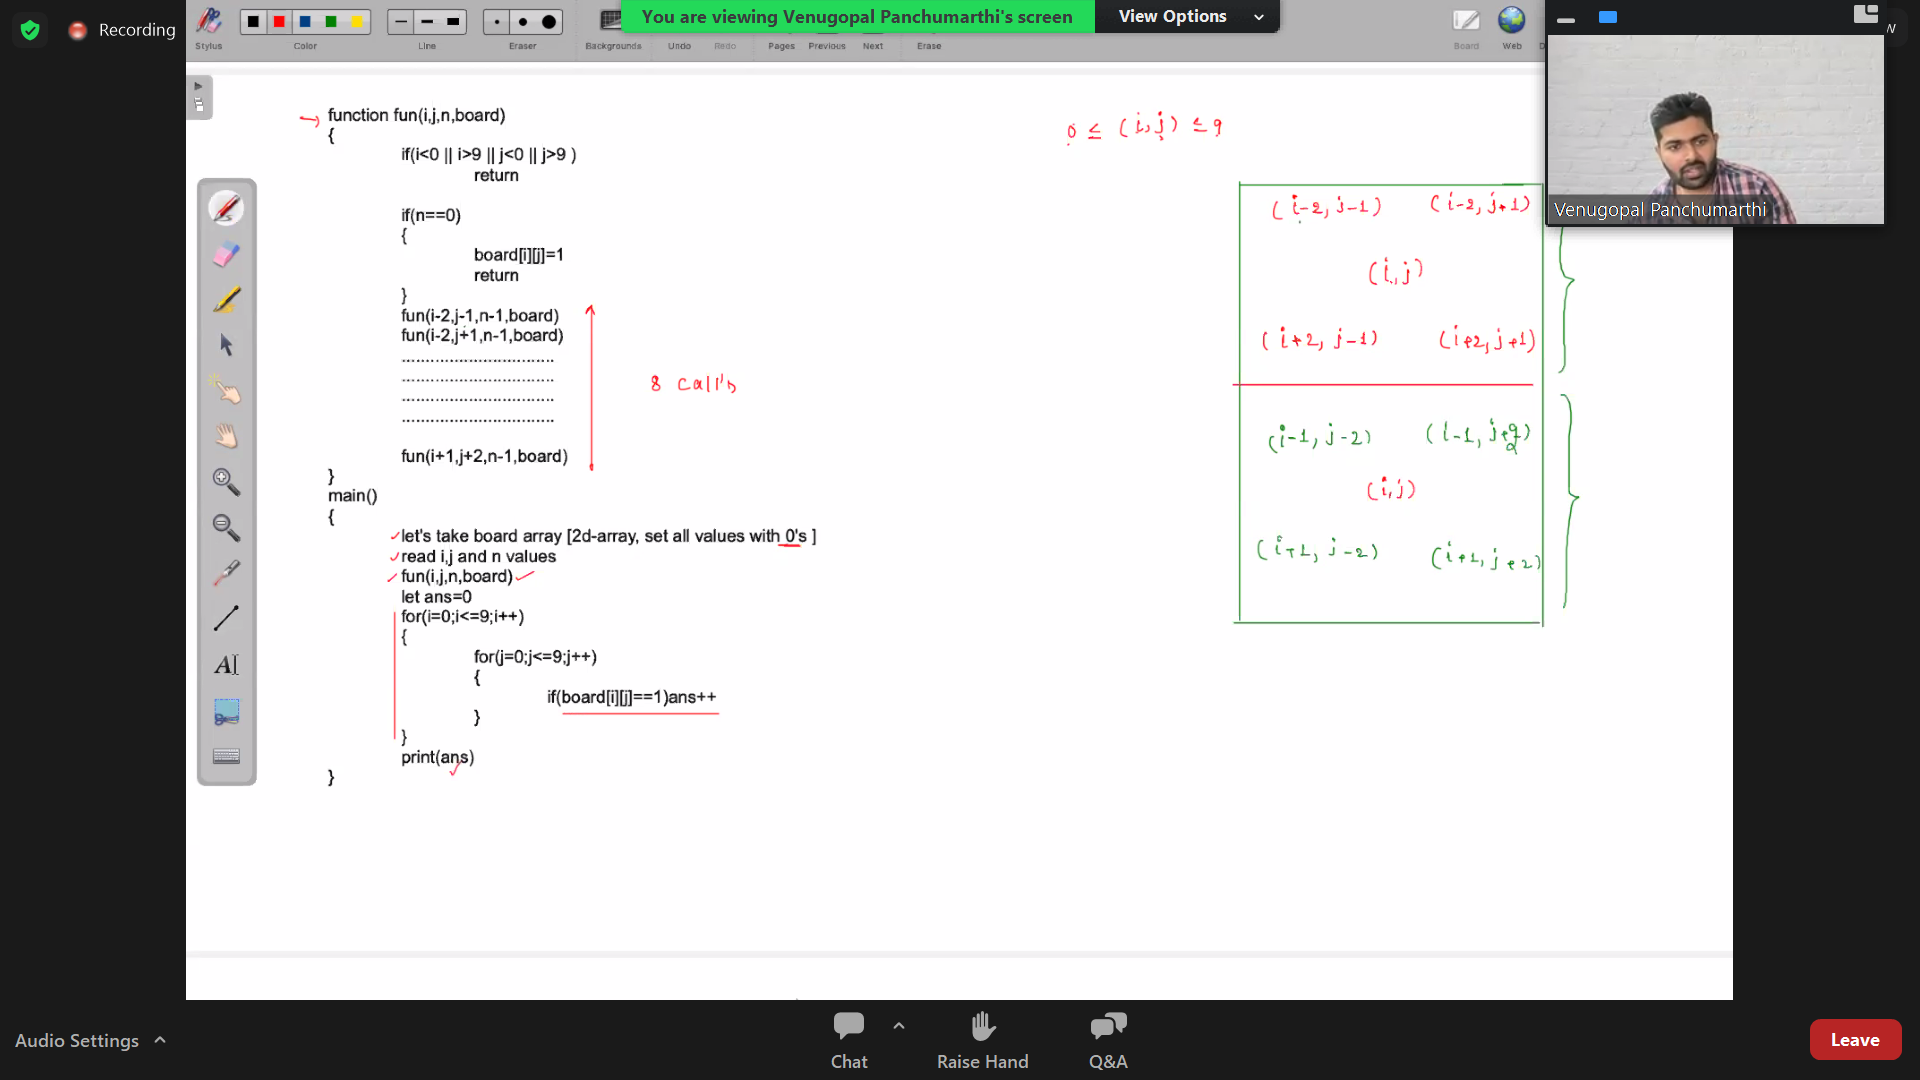 Recording
You are viewing Venugopal Panchumarthi's screen
View Options
Stylus
Color
Line
Eraser
Backgrounds
Undo
Redo
Pages
Previous
Next
Erase
Board
Web
Venugopal Panchumarthi
function fun(i,j,n,board)
{
if(i<0 || i>9 || j<0 || j>9 )
return
if(n==0)
{
board[i][j]=1
return
}
fun(i-2,j-1,n-1,board)
fun(i-2,j+1,n-1,board)
................................
................................
................................
................................
fun(i+1,j+2,n-1,board)
}
main()
{
let's take board array [2d-array, set all values with 0's ]
read i,j and n values
fun(i,j,n,board)
let ans=0
for(i=0;i<=9;i++)
{
for(j=0;j<=9;j++)
{
if(board[i][j]==1)ans++
}
}
print(ans)
}
8 call's
0 ≤ (i,j) ≤ 9
(i-2, j-1) (i-2, j+1)
(i,j)
(i+2, j-1) (i+2, j+1)
(i-1, j-2) (i-1, j+2)
(i,j)
(i+1, j-2) (i+1, j+2)
AI
Audio Settings
Chat
Raise Hand
Q&A
Leave